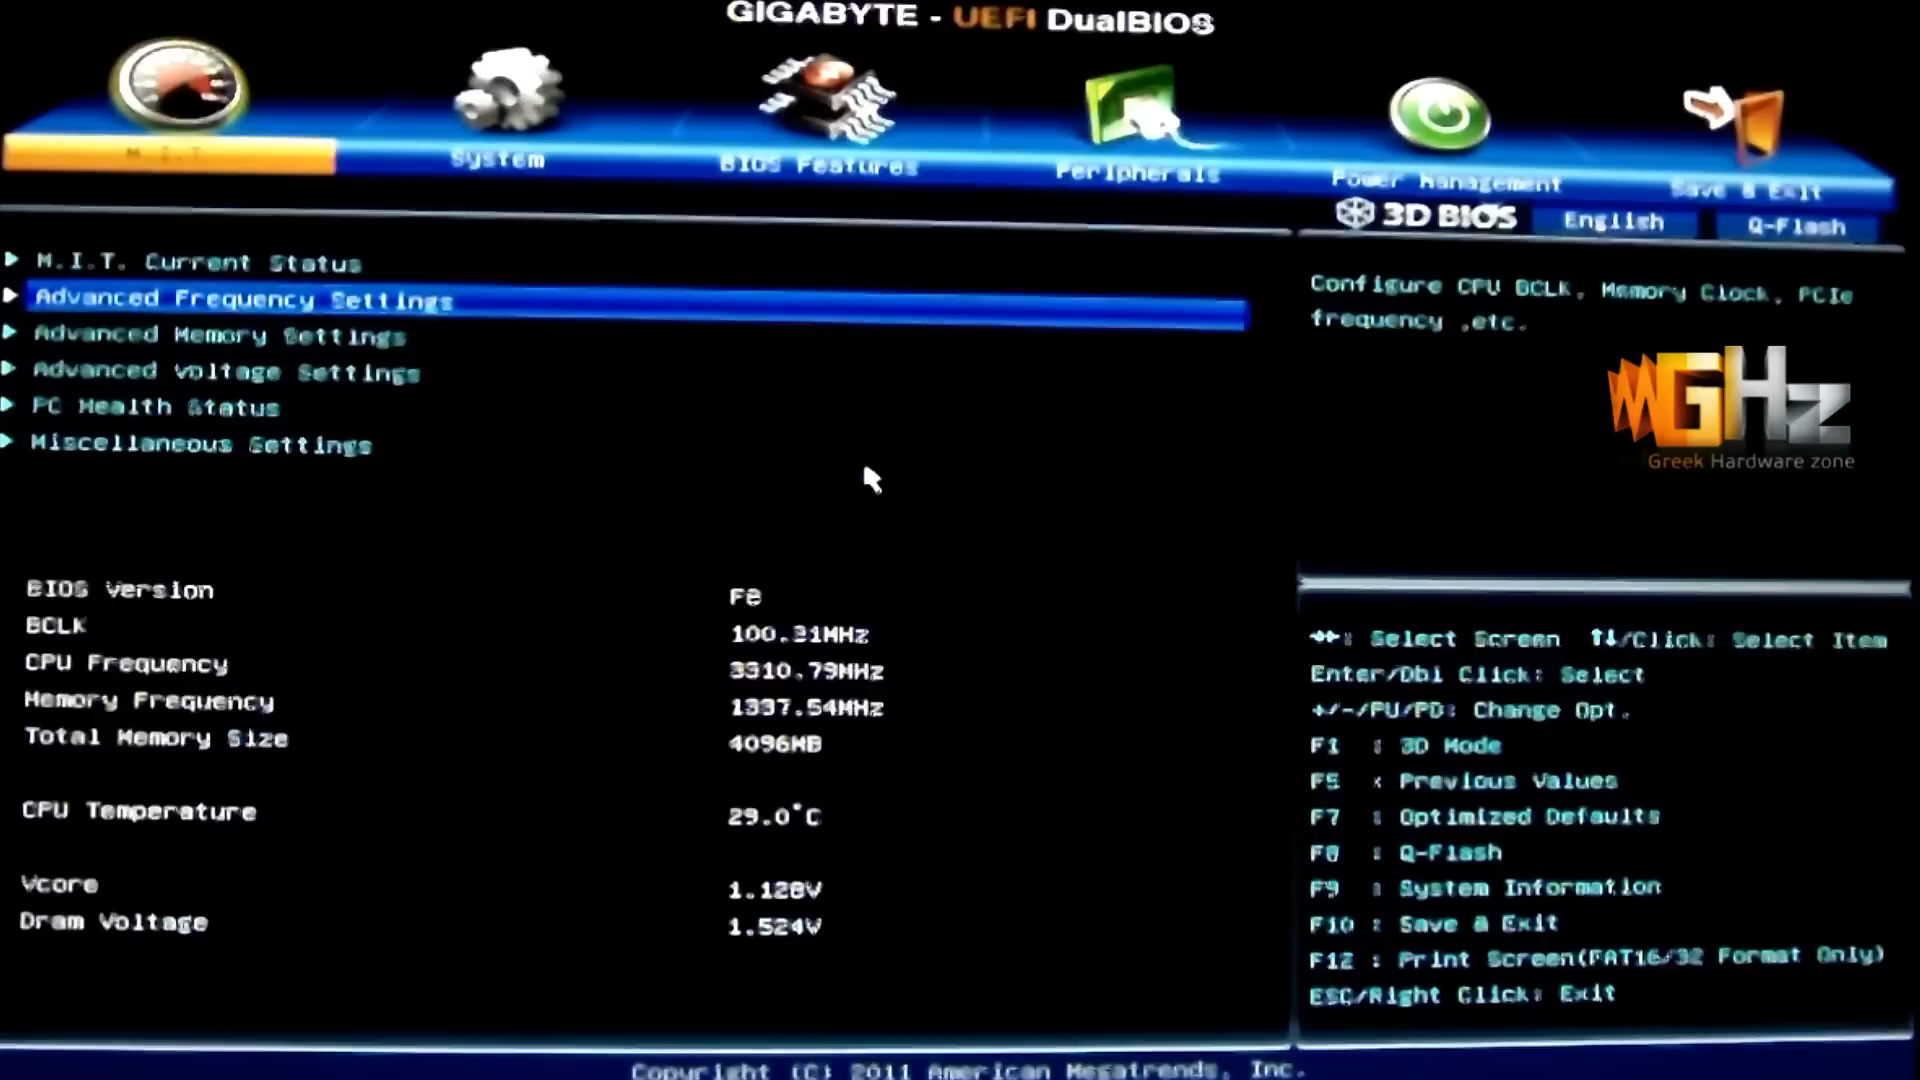 GIGABYTE - UEFI DualBIOS
M.I.T
System
BIOS Features
Peripherals
Power Management
Save & Exit
3D BIOS
English
Q-Flash
M.I.T. Current Status
Advanced Frequency Settings
Advanced Memory Settings
Advanced Voltage Settings
PC Health Status
Miscellaneous Settings
Configure CPU BCLK, Memory Clock, PCIe
frequency ,etc.
GHz
Greek Hardware zone
BIOS Version F8
BCLK 100.31MHz
CPU Frequency 3310.79MHz
Memory Frequency 1337.54MHz
Total Memory Size 4096MB
CPU Temperature 29.0°C
Vcore 1.128V
Dram Voltage 1.524V
→←: Select Screen ↑↓/Click: Select Item
Enter/Dbl Click: Select
+/-/PU/PD: Change Opt.
F1 : 3D Mode
F5 : Previous Values
F7 : Optimized Defaults
F8 : Q-Flash
F9 : System Information
F10 : Save & Exit
F12 : Print Screen(FAT16/32 Format Only)
ESC/Right Click: Exit
Copyright (C) 2011 American Megatrends, Inc.